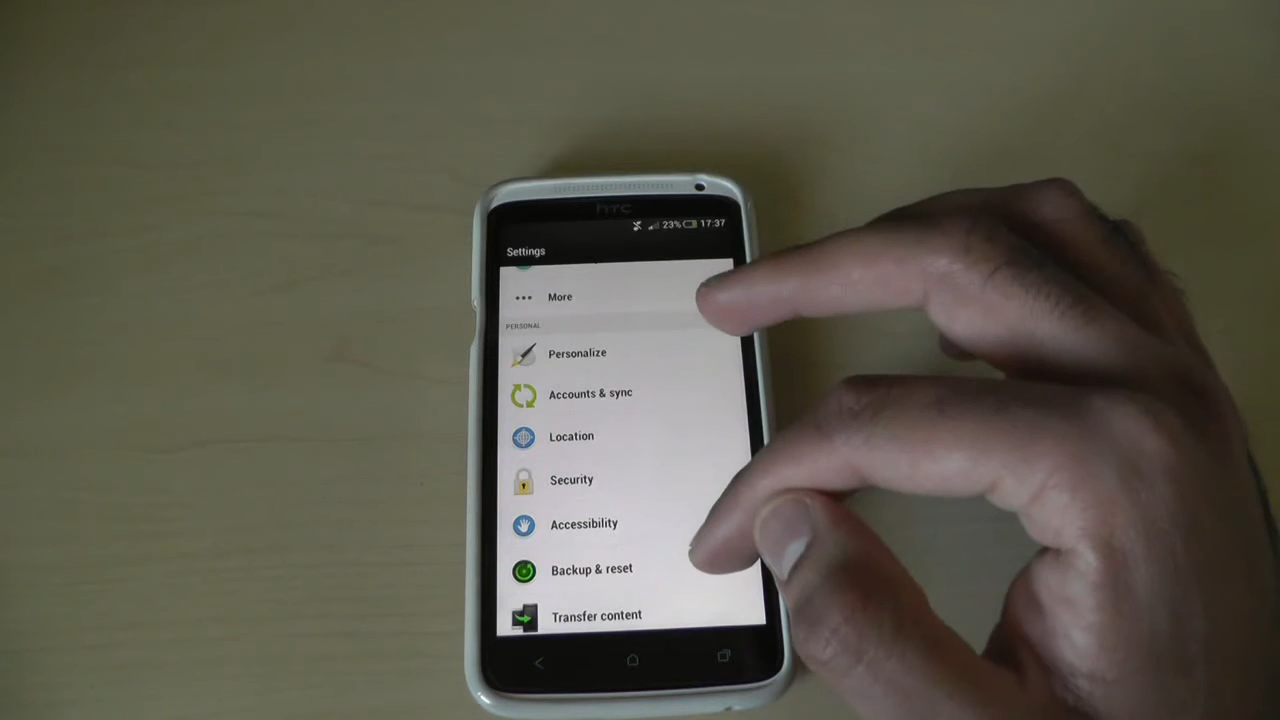 hTC
23% 17:37
Settings
More
PERSONAL
Personalize
Accounts & sync
Location
Security
Accessibility
Backup & reset
Transfer content